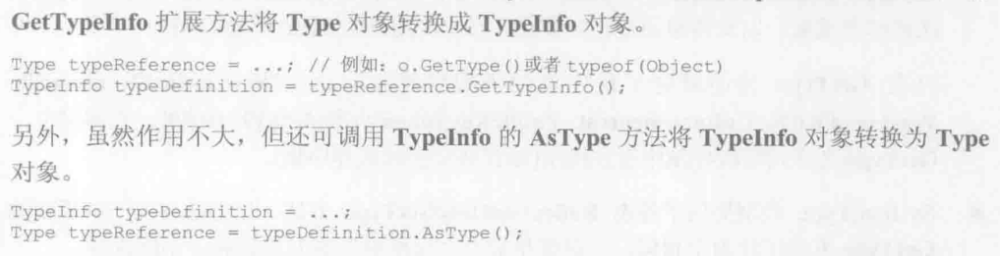 GetTypeInfo 扩展方法将 Type 对象转换成 TypeInfo 对象。
Type typeReference = ...; // 例如：o.GetType()或者 typeof(Object)
TypeInfo typeDefinition = typeReference.GetTypeInfo();
另外，虽然作用不大，但还可调用 TypeInfo 的 AsType 方法将 TypeInfo 对象转换为 Type
对象。
TypeInfo typeDefinition = ...;
Type typeReference = typeDefinition.AsType();